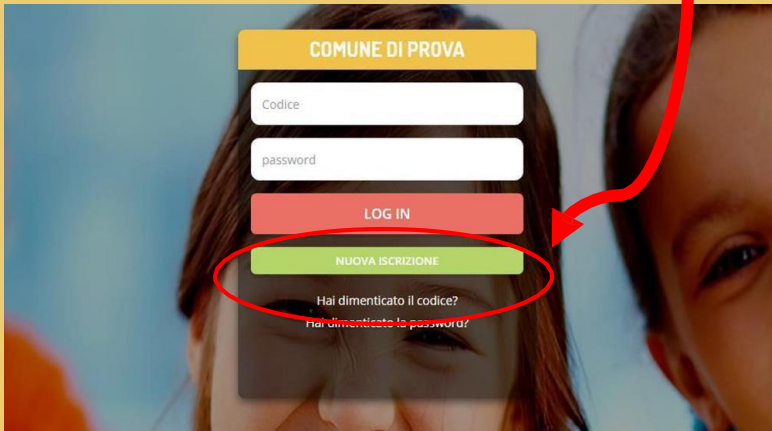 COMUNE DI PROVA
Codice
password
LOG IN
NUOVA ISCRIZIONE
Hai dimenticato il codice?
Hai dimenticato la password?